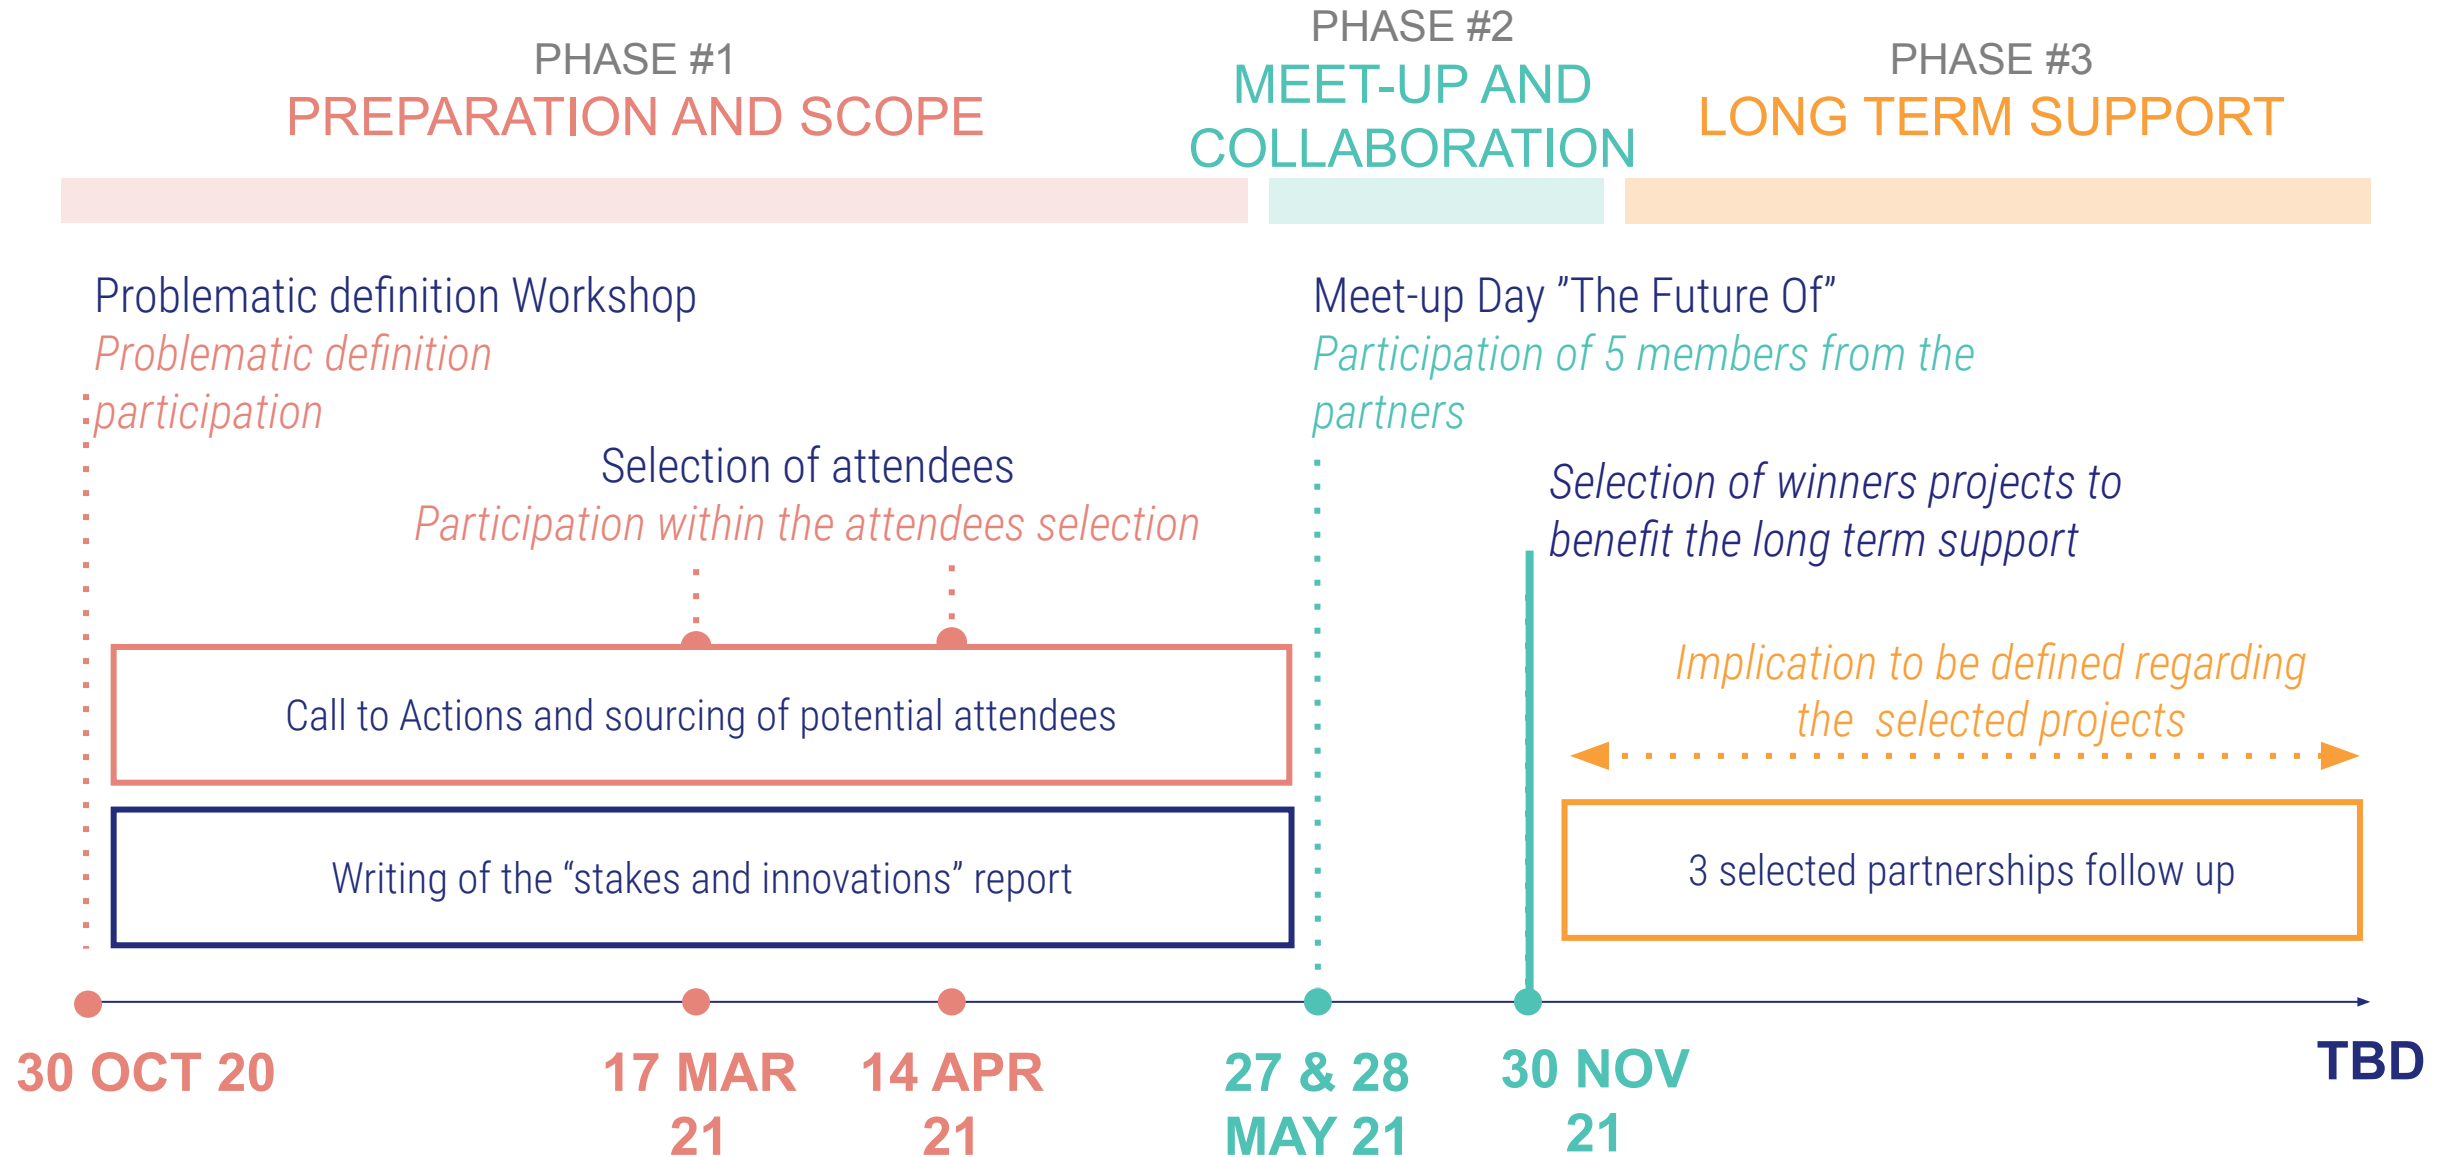 PHASE #1
PREPARATION AND SCOPE
PHASE #2
MEET-UP AND
COLLABORATION
PHASE #3
LONG TERM SUPPORT
Problematic definition Workshop
Problematic definition
participation
Selection of attendees
Participation within the attendees selection
Meet-up Day ”The Future Of”
Participation of 5 members from the
partners
Selection of winners projects to
benefit the long term support
Call to Actions and sourcing of potential attendees
Writing of the “stakes and innovations” report
Implication to be defined regarding
the selected projects
3 selected partnerships follow up
30 OCT 20
17 MAR
21
14 APR
21
27 & 28
MAY 21
30 NOV
21
TBD